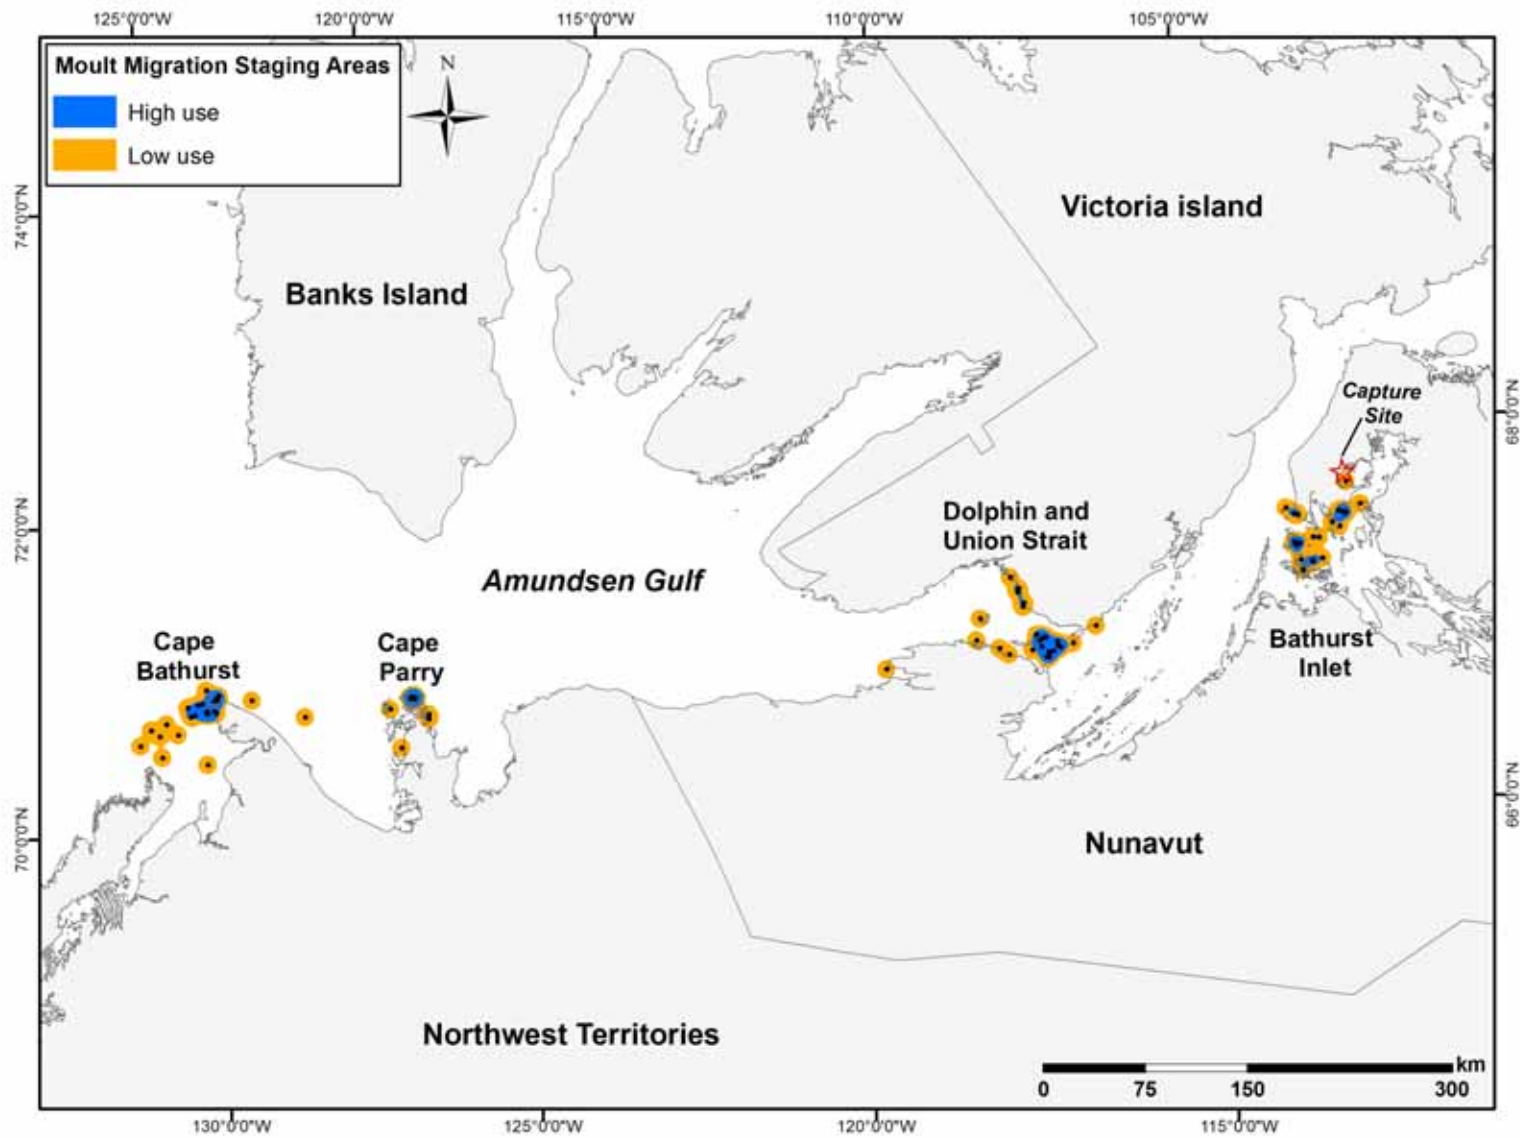 125°0'0"W
120°0'0"W
115°0'0"W
110°0'0"W
105°0'0"W
Moult Migration Staging Areas
High use
Low use
N
74°0'0"N
Victoria island
Banks Island
Capture
Site
68°0'0"N
Dolphin and
Union Strait
72°0'0"N
Amundsen Gulf
Cape
Bathurst
Cape
Parry
Bathurst
Inlet
66°0'0"N
70°0'0"N
Nunavut
Northwest Territories
km
0 75 150 300
130°0'0"W
125°0'0"W
120°0'0"W
115°0'0"W